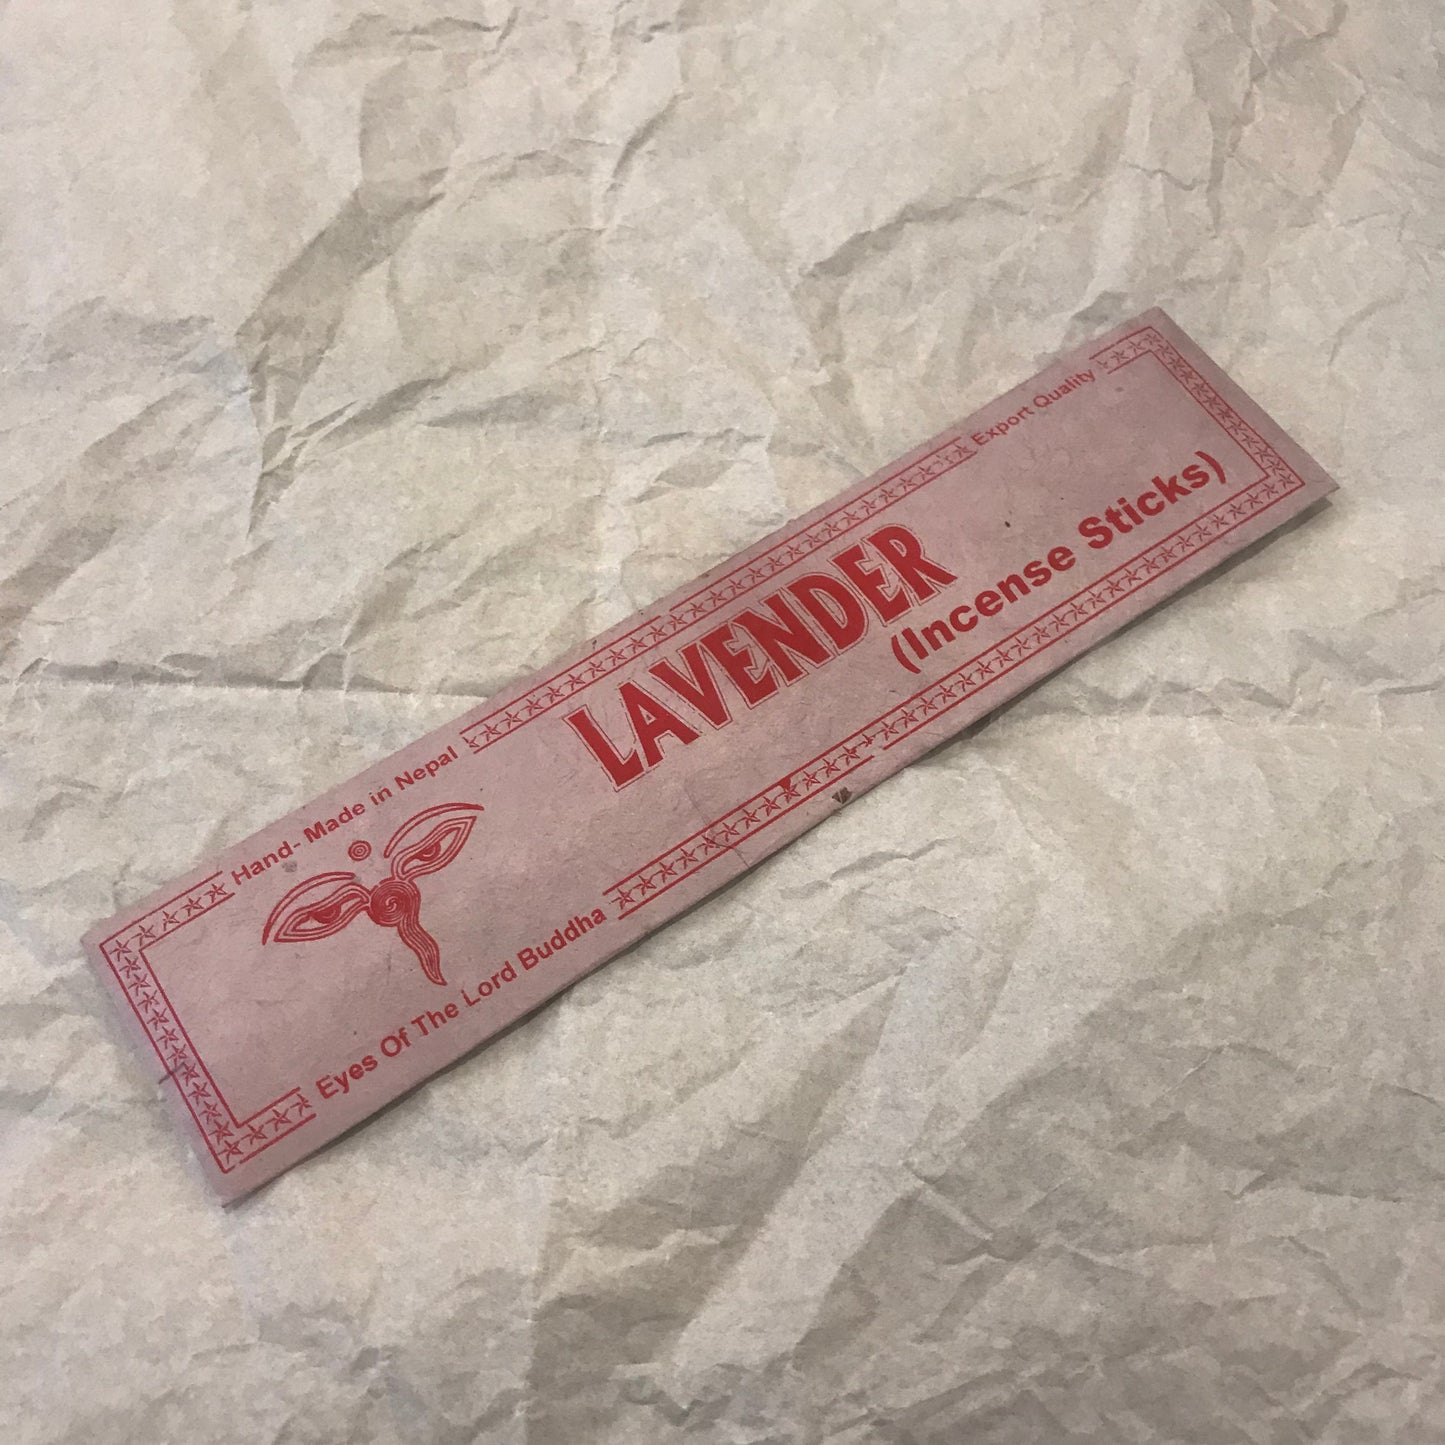 Hand- Made in Nepal
Export Quality
LAVENDER
(Incense Sticks)
Eyes Of The Lord Buddha